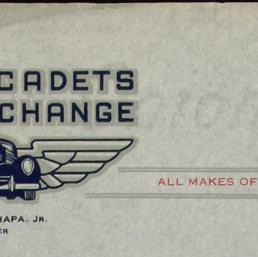 CADETS
CHANGE
ALL MAKES OF
HAPA, JR.
ER